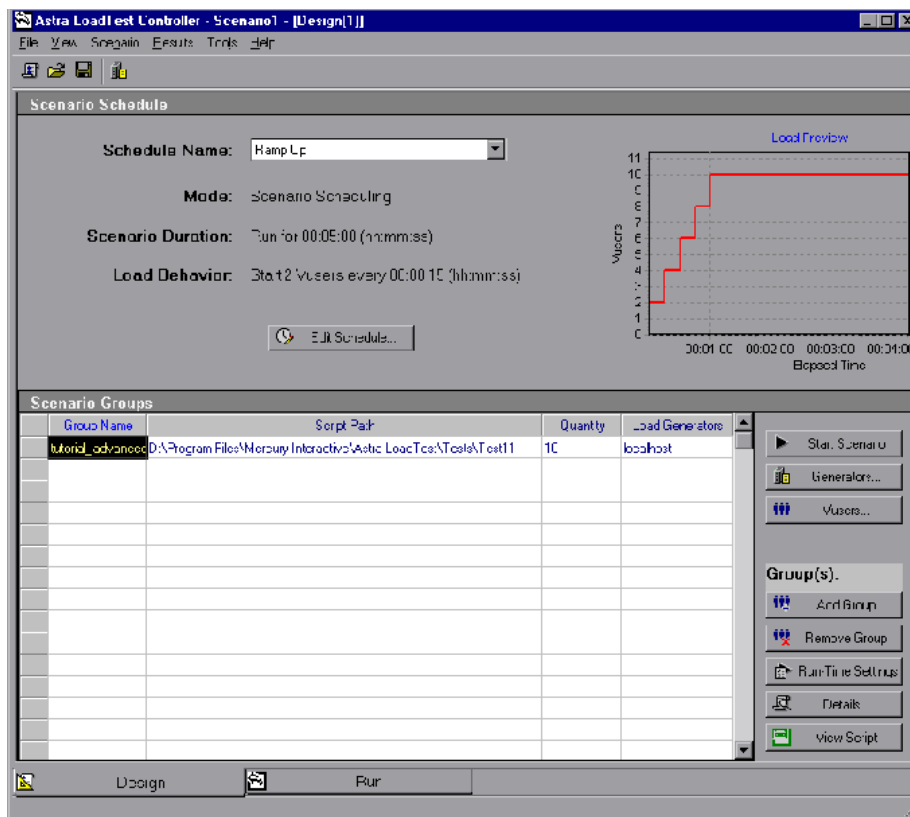 Astra LoadTest Controller - Scenario1 - [Design[1]]
File View Scenario Results Tools Help
Scenario Schedule
Schedule Name: Ramp Up
Mode: Scenario Scheduling
Scenario Duration: Run for 00:05:00 (hh:mm:ss)
Load Behavior: Start 2 Vusers every 00:00:15 (hh:mm:ss)
Edit Schedule...
Load Preview
Vusers
11
10
9
8
7
6
5
4
3
2
1
0
00:01:00 00:02:00 00:03:00 00:04:0
Elapsed Time
Scenario Groups
Group Name Script Path Quantity Load Generators
tutorial_advanced D:\Program Files\Mercury Interactive\Astra LoadTest\Tests\Test11 10 localhost
Start Scenario
Generators...
Vusers...
Group(s):
Add Group
Remove Group
Run-Time Settings
Details
View Script
Design
Run